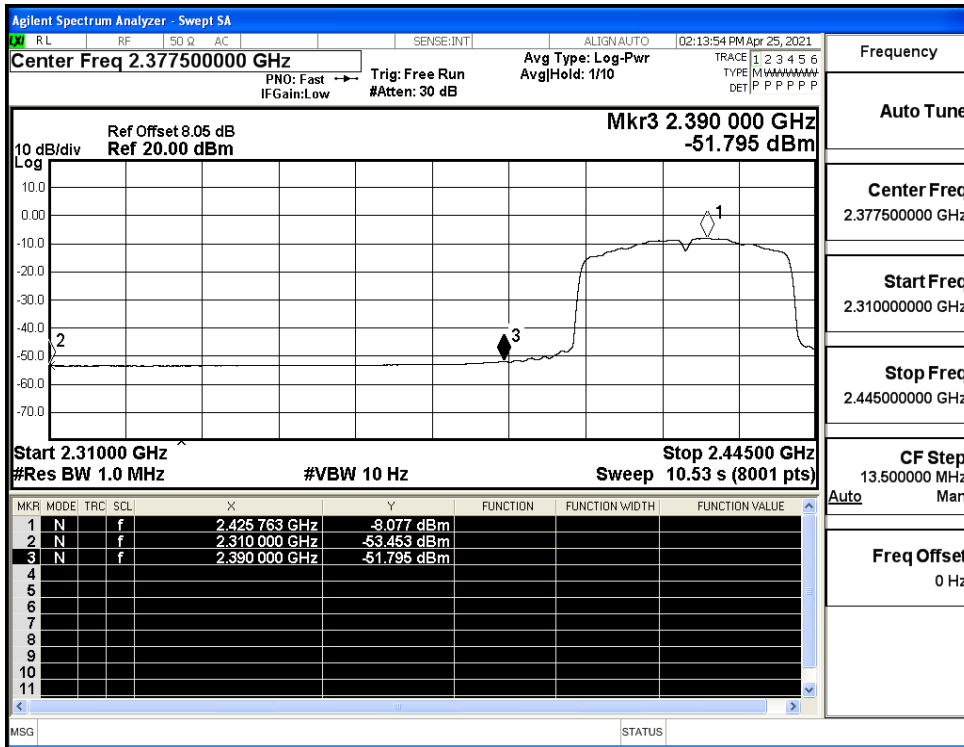 Agilent Spectrum Analyzer - Swept SA
LXI RL RF 50 Ω AC SENSE:INT ALIGN AUTO 02:13:54 PM Apr 25, 2021
Center Freq 2.377500000 GHz
PNO: Fast
IFGain:Low
Trig: Free Run
#Atten: 30 dB
Avg Type: Log-Pwr
Avg|Hold: 1/10
TRACE 1 2 3 4 5 6
TYPE M W W W W W
DET P P P P P P
Mkr3 2.390 000 GHz
-51.795 dBm
Ref Offset 8.05 dB
10 dB/div Ref 20.00 dBm
Log
10.0
0.00
-10.0
-20.0
-30.0
-40.0
-50.0
-60.0
-70.0
1
2
3
Start 2.31000 GHz Stop 2.44500 GHz
#Res BW 1.0 MHz #VBW 10 Hz Sweep 10.53 s (8001 pts)
MKR MODE TRC SCL X Y FUNCTION FUNCTION WIDTH FUNCTION VALUE
1 N f 2.425 763 GHz -8.077 dBm
2 N f 2.310 000 GHz -53.453 dBm
3 N f 2.390 000 GHz -51.795 dBm
4
5
6
7
8
9
10
11
MSG STATUS
Frequency
Auto Tune
Center Freq
2.377500000 GHz
Start Freq
2.310000000 GHz
Stop Freq
2.445000000 GHz
CF Step
13.500000 MHz
Auto Man
Freq Offset
0 Hz